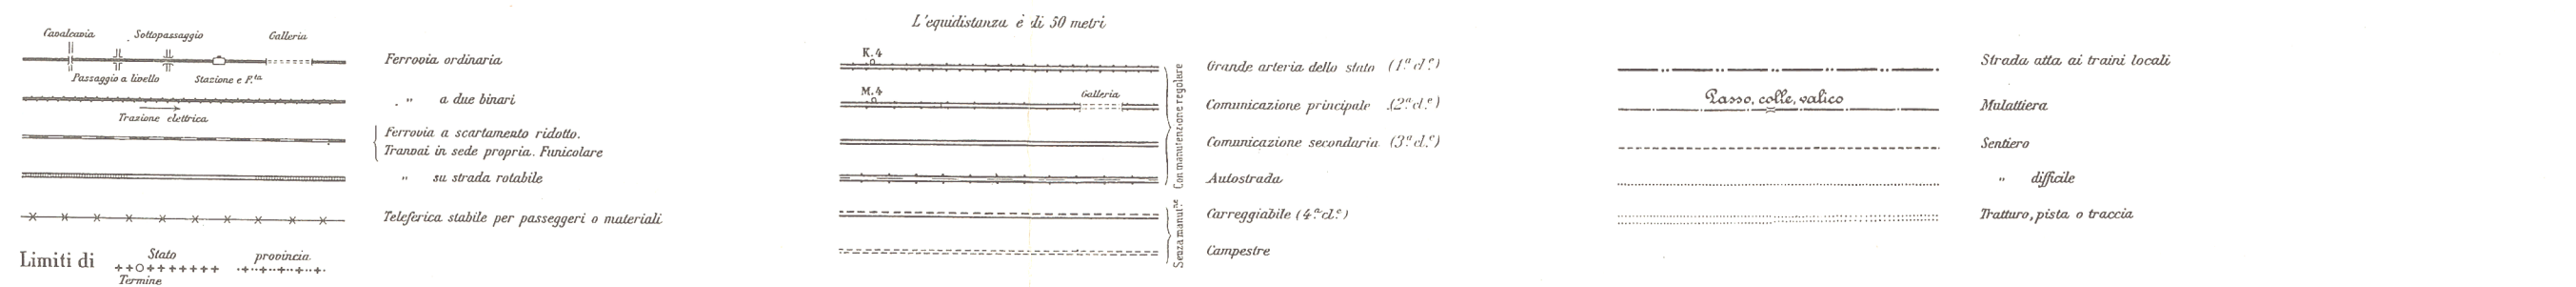 Cavalcavia Sottopassaggio Galleria
Passaggio a livello Stazione e F.ta
Ferrovia ordinaria
" a due binari
Trazione elettrica
Ferrovia a scartamento ridotto.
Tranvai in sede propria. Funicolare
" su strada rotabile
Teleferica stabile per passeggeri o materiali
Limiti di
Stato
Termine
provincia.
L'equidistanza è di 50 metri
K.4
Grande arteria dello stato (1.a cl.e)
M.4
Galleria
Comunicazione principale (2.a cl.e)
Comunicazione secondaria (3.a cl.e)
Autostrada
Con manutenzione regolare
Carreggiabile (4.a cl.e)
Campestre
Senza manut.ne
Strada atta ai traini locali
Passo, colle, valico
Mulattiera
Sentiero
" difficile
Tratturo, pista o traccia